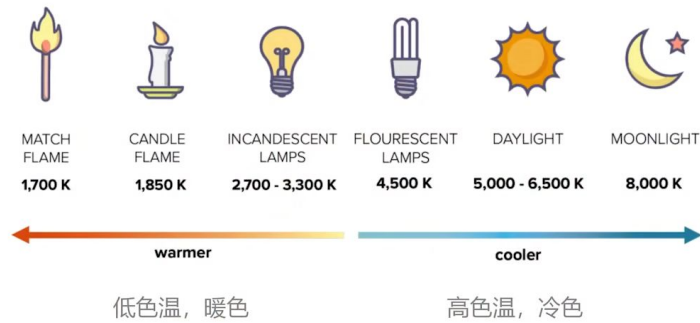 MATCH
FLAME
1,700 K
CANDLE
FLAME
1,850 K
INCANDESCENT
LAMPS
2,700 - 3,300 K
FLOURESCENT
LAMPS
4,500 K
DAYLIGHT
5,000 - 6,500 K
MOONLIGHT
8,000 K
warmer
cooler
低色温，暖色
高色温，冷色